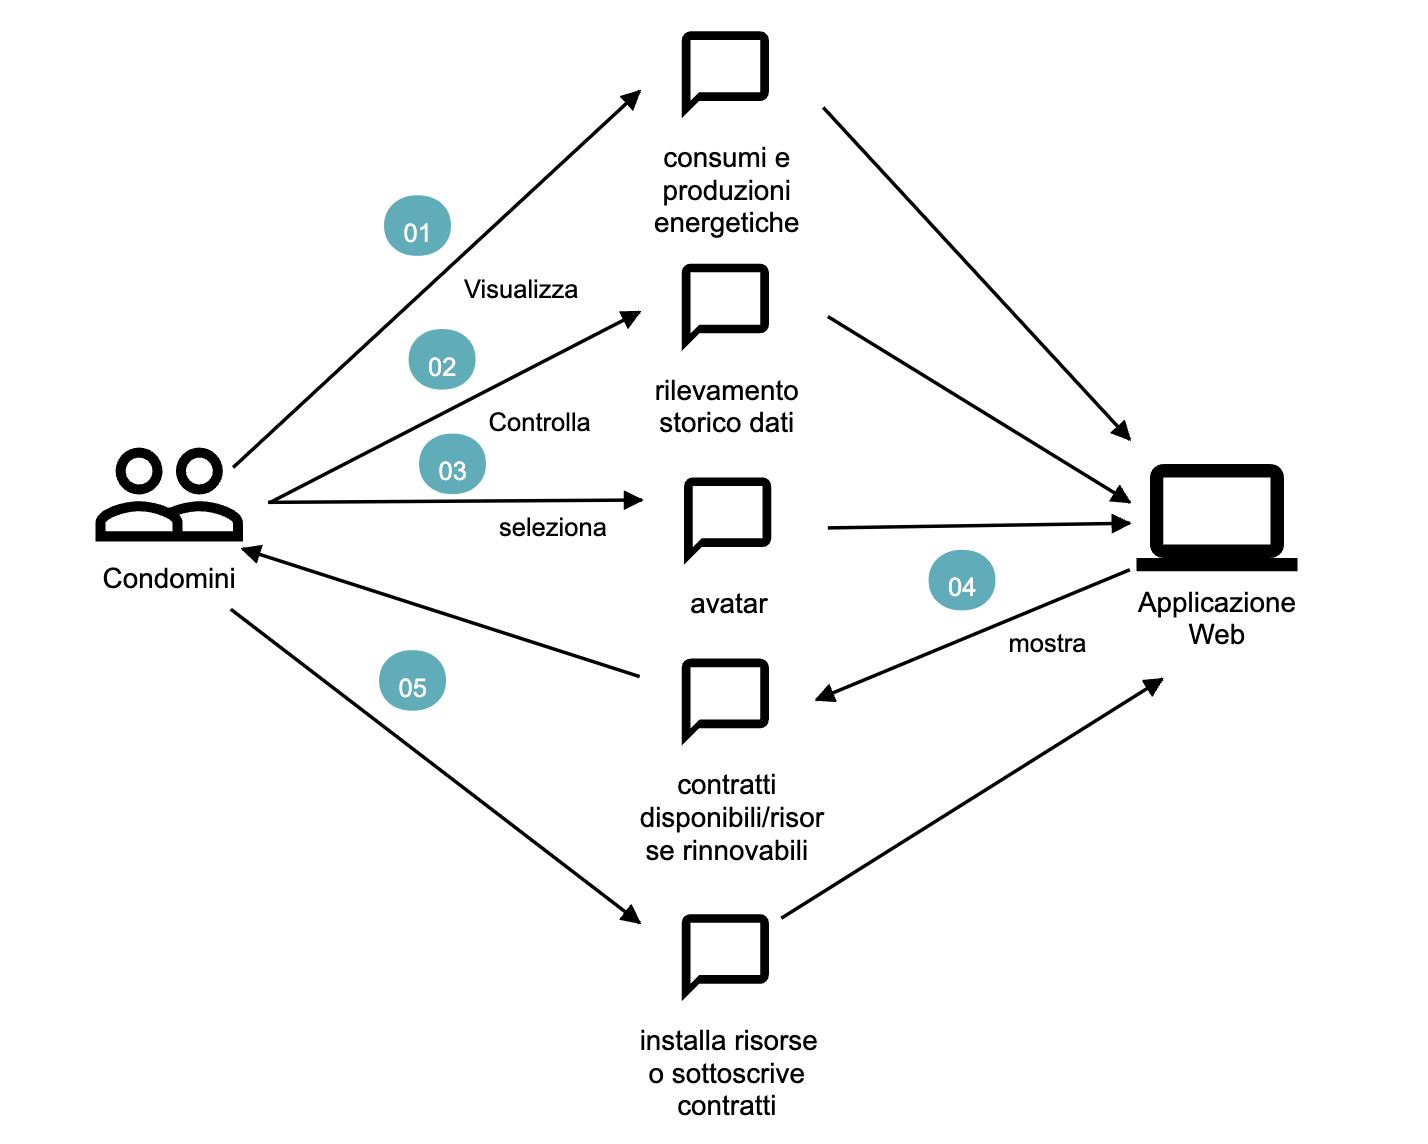 consumi e
produzioni
energetiche
01
Visualizza
02
rilevamento
storico dati
Controlla
03
seleziona
Condomini
avatar
04
Applicazione
Web
mostra
05
contratti
disponibili/risor
se rinnovabili
installa risorse
o sottoscrive
contratti